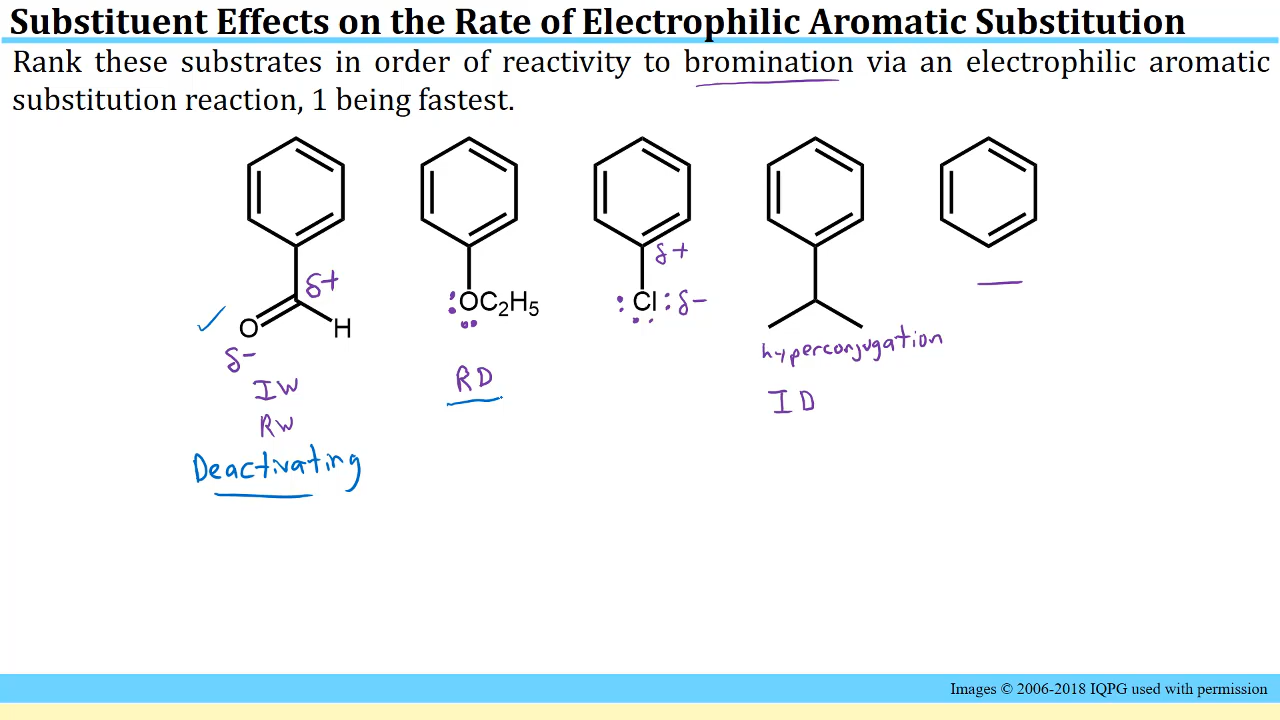 Substituent Effects on the Rate of Electrophilic Aromatic Substitution
Rank these substrates in order of reactivity to bromination via an electrophilic aromatic
substitution reaction, 1 being fastest.
δ+
O
H
δ-
IW
RW
Deactivating
:OC₂H₅
RD
δ+
:Cl: δ-
hyperconjugation
ID
Images © 2006-2018 IQPG used with permission